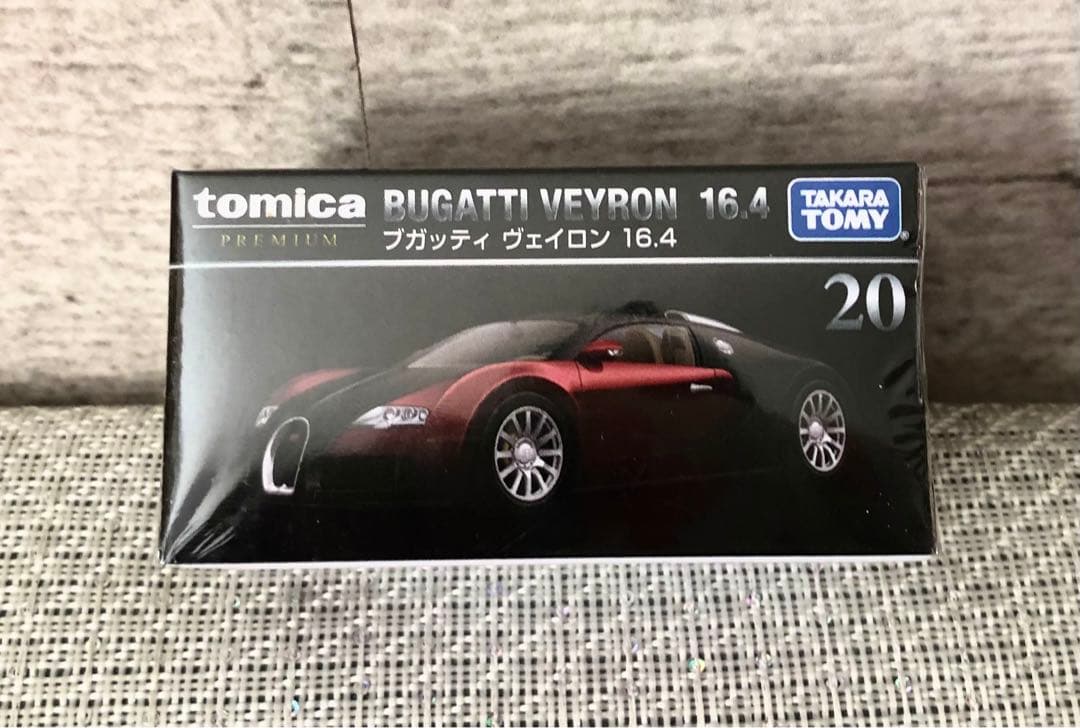 tomica
PREMIUM
BUGATTI VEYRON 16.4
ブガッティ ヴェイロン 16.4
TAKARA
TOMY
20